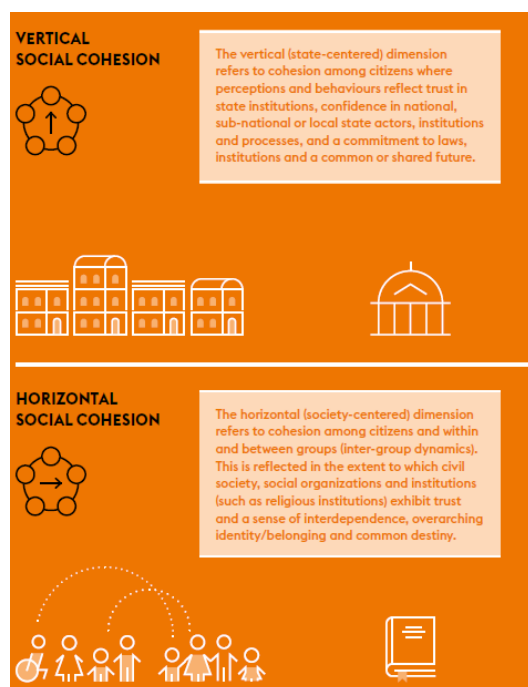 VERTICAL
SOCIAL COHESION
The vertical (state-centered) dimension
refers to cohesion among citizens where
perceptions and behaviours reflect trust in
state institutions, confidence in national,
sub-national or local state actors, institutions
and processes, and a commitment to laws,
institutions and a common or shared future.
HORIZONTAL
SOCIAL COHESION
The horizontal (society-centered) dimension
refers to cohesion among citizens and within
and between groups (inter-group dynamics).
This is reflected in the extent to which civil
society, social organizations and institutions
(such as religious institutions) exhibit trust
and a sense of interdependence, overarching
identity/belonging and common destiny.